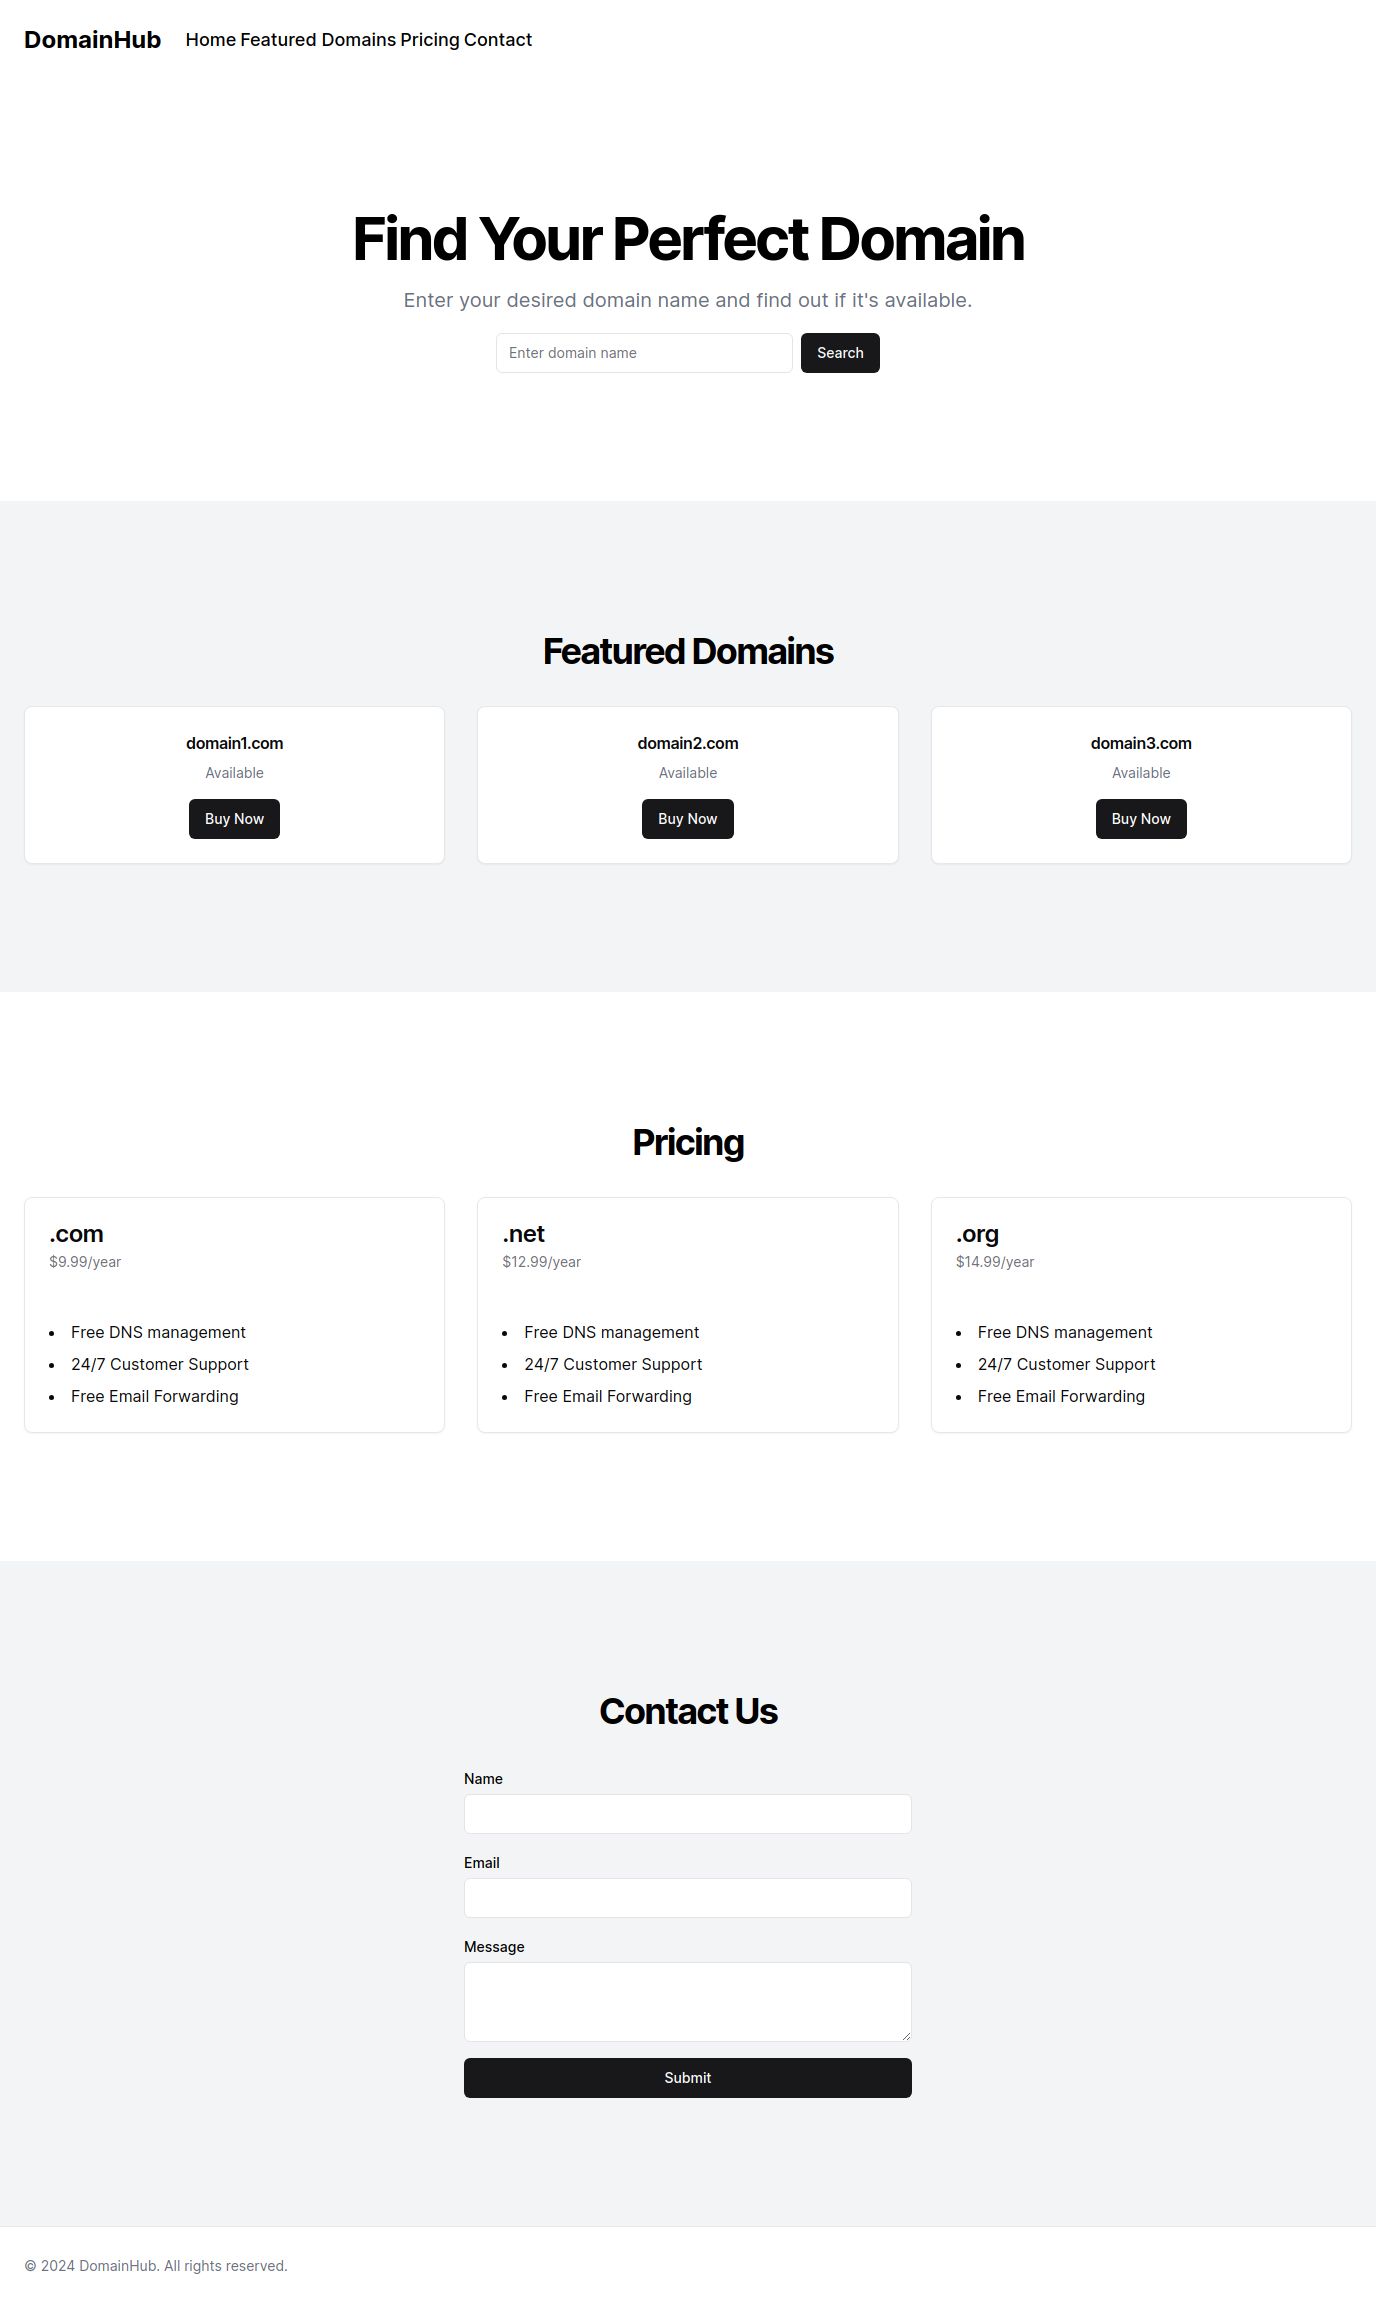 DomainHub
Home Featured Domains Pricing Contact
Find Your Perfect Domain
Enter your desired domain name and find out if it's available.
Enter domain name
Search
Featured Domains
domain1.com
Available
Buy Now
domain2.com
Available
Buy Now
domain3.com
Available
Buy Now
Pricing
.com
$9.99/year
• Free DNS management
• 24/7 Customer Support
• Free Email Forwarding
.net
$12.99/year
• Free DNS management
• 24/7 Customer Support
• Free Email Forwarding
.org
$14.99/year
• Free DNS management
• 24/7 Customer Support
• Free Email Forwarding
Contact Us
Name
Email
Message
Submit
© 2024 DomainHub. All rights reserved.